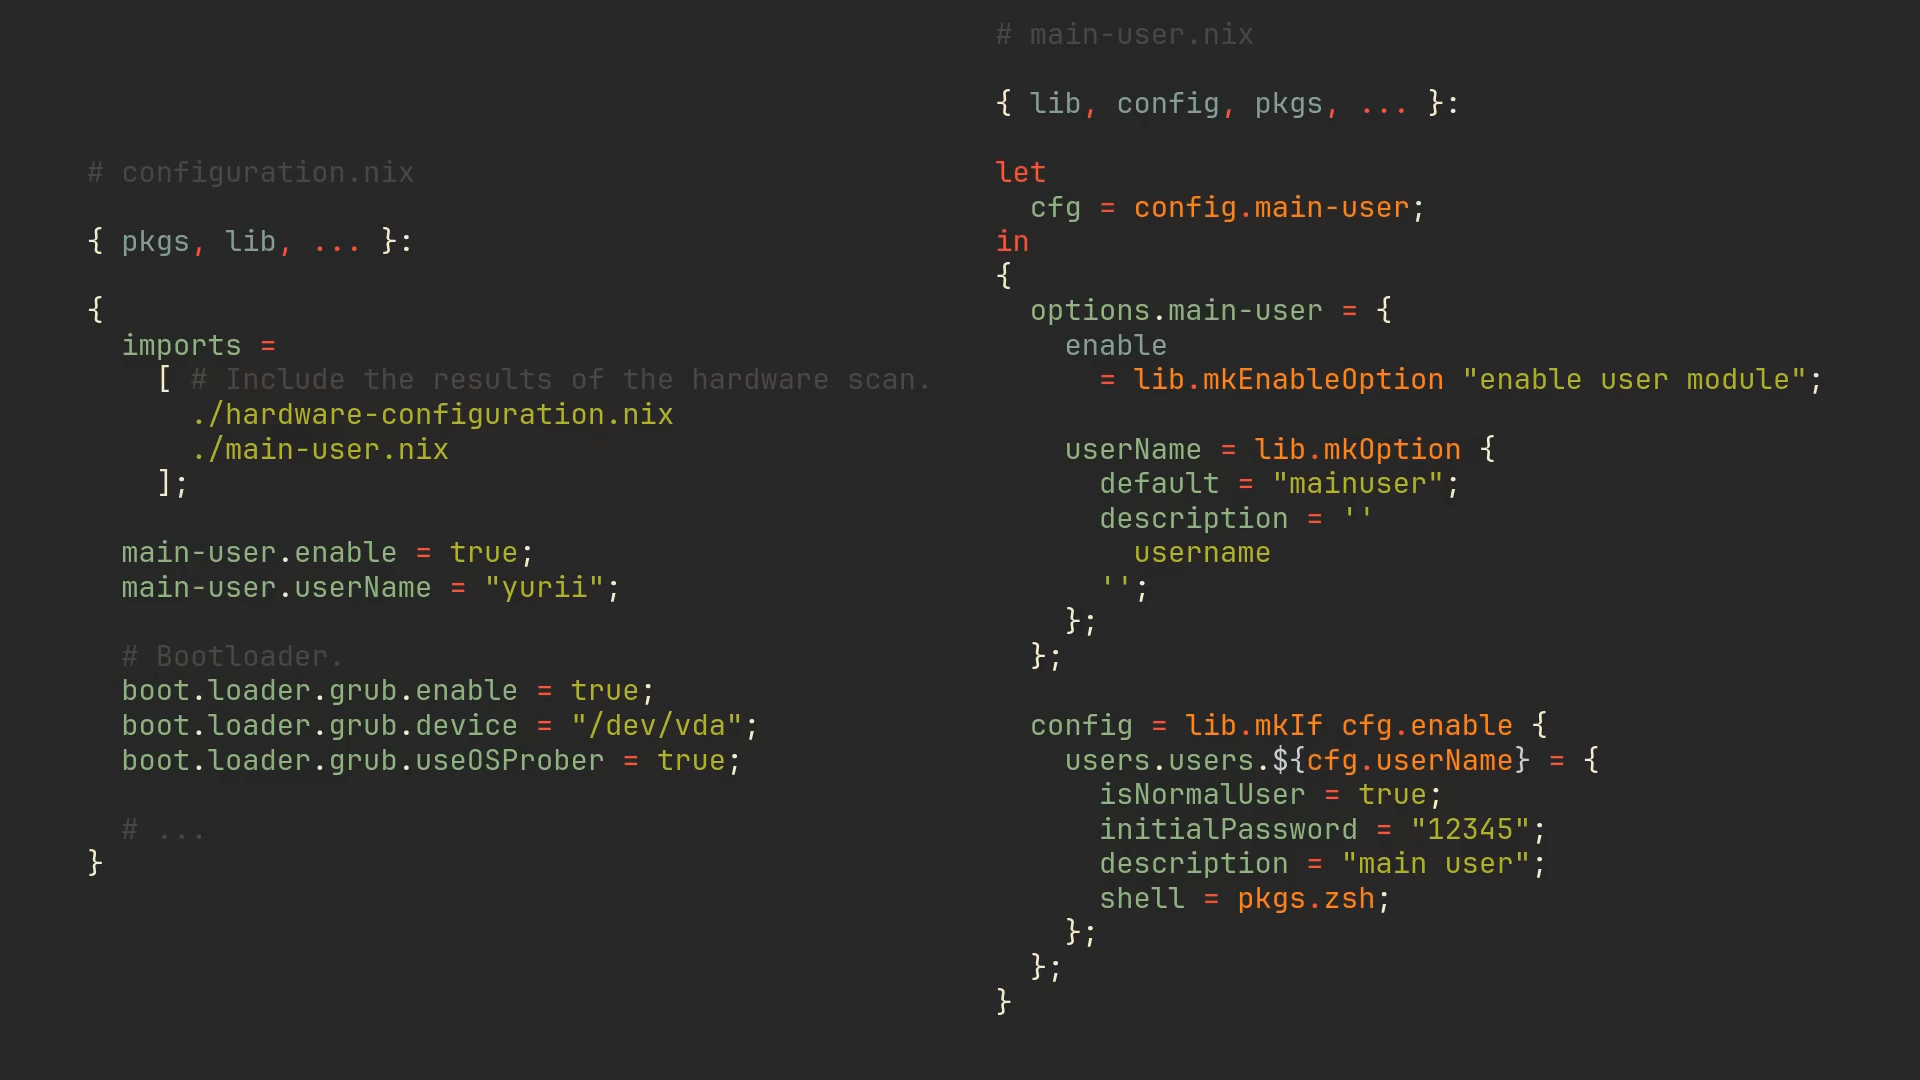 # configuration.nix

{ pkgs, lib, ... }:

{
  imports =
    [ # Include the results of the hardware scan.
      ./hardware-configuration.nix
      ./main-user.nix
    ];

  main-user.enable = true;
  main-user.userName = "yurii";

  # Bootloader.
  boot.loader.grub.enable = true;
  boot.loader.grub.device = "/dev/vda";
  boot.loader.grub.useOSProber = true;

  # ...
}

# main-user.nix

{ lib, config, pkgs, ... }:

let
  cfg = config.main-user;
in
{
  options.main-user = {
    enable
      = lib.mkEnableOption "enable user module";

    userName = lib.mkOption {
      default = "mainuser";
      description = ''
        username
      '';
    };
  };

  config = lib.mkIf cfg.enable {
    users.users.${cfg.userName} = {
      isNormalUser = true;
      initialPassword = "12345";
      description = "main user";
      shell = pkgs.zsh;
    };
  };
}